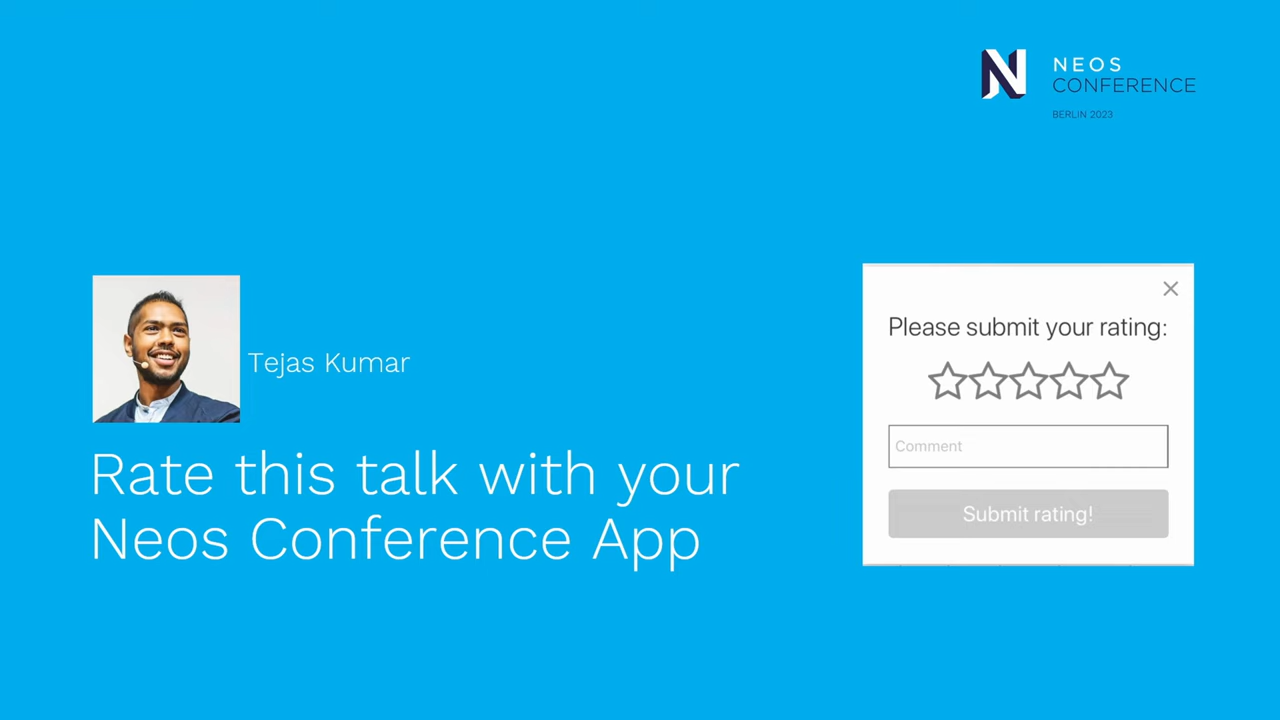 NEOS
CONFERENCE
BERLIN 2023
Tejas Kumar
Rate this talk with your
Neos Conference App
Please submit your rating:
Comment
Submit rating!